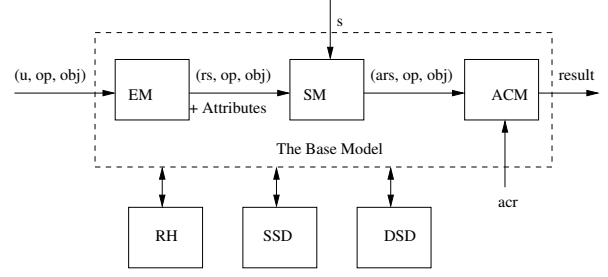 s
(u, op, obj)
EM
(rs, op, obj)
+ Attributes
SM
(ars, op, obj)
ACM
result
The Base Model
acr
RH
SSD
DSD